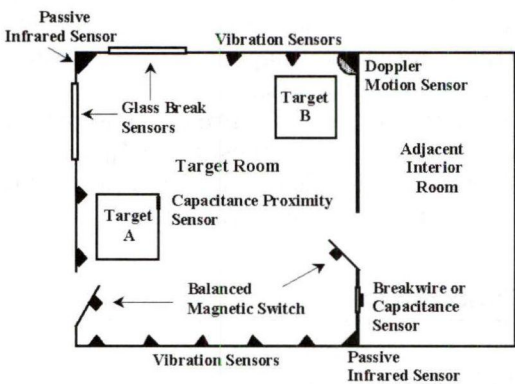 Passive
Infrared Sensor
Vibration Sensors
Doppler
Motion Sensor
Glass Break
Sensors
Target
B
Adjacent
Interior
Room
Target Room
Capacitance Proximity
Sensor
Target
A
Balanced
Magnetic Switch
Breakwire or
Capacitance
Sensor
Vibration Sensors
Passive
Infrared Sensor